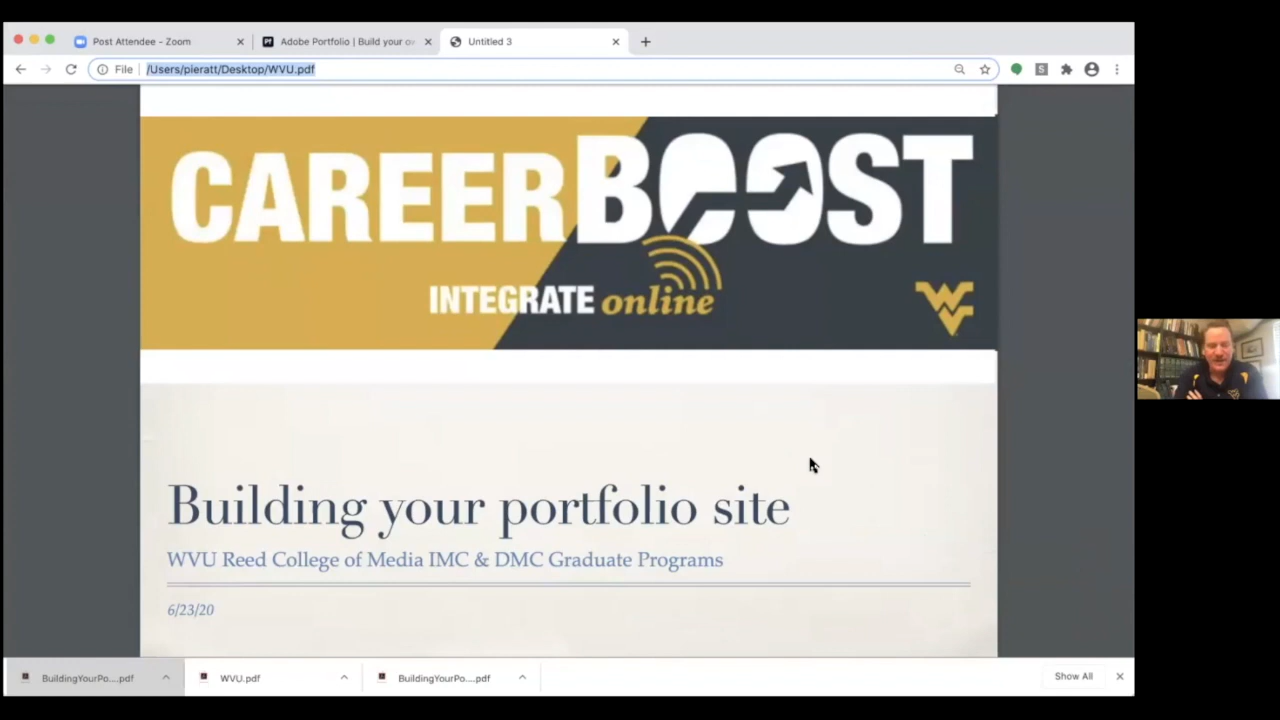 Post Attendee - Zoom
Adobe Portfolio | Build your ov
Untitled 3
File
/Users/pieratt/Desktop/WVU.pdf
S
CAREERBOOST
INTEGRATE online
WV
Building your portfolio site
WVU Reed College of Media IMC & DMC Graduate Programs
6/23/20
BuildingYourPo....pdf
WVU.pdf
BuildingYourPo....pdf
Show All